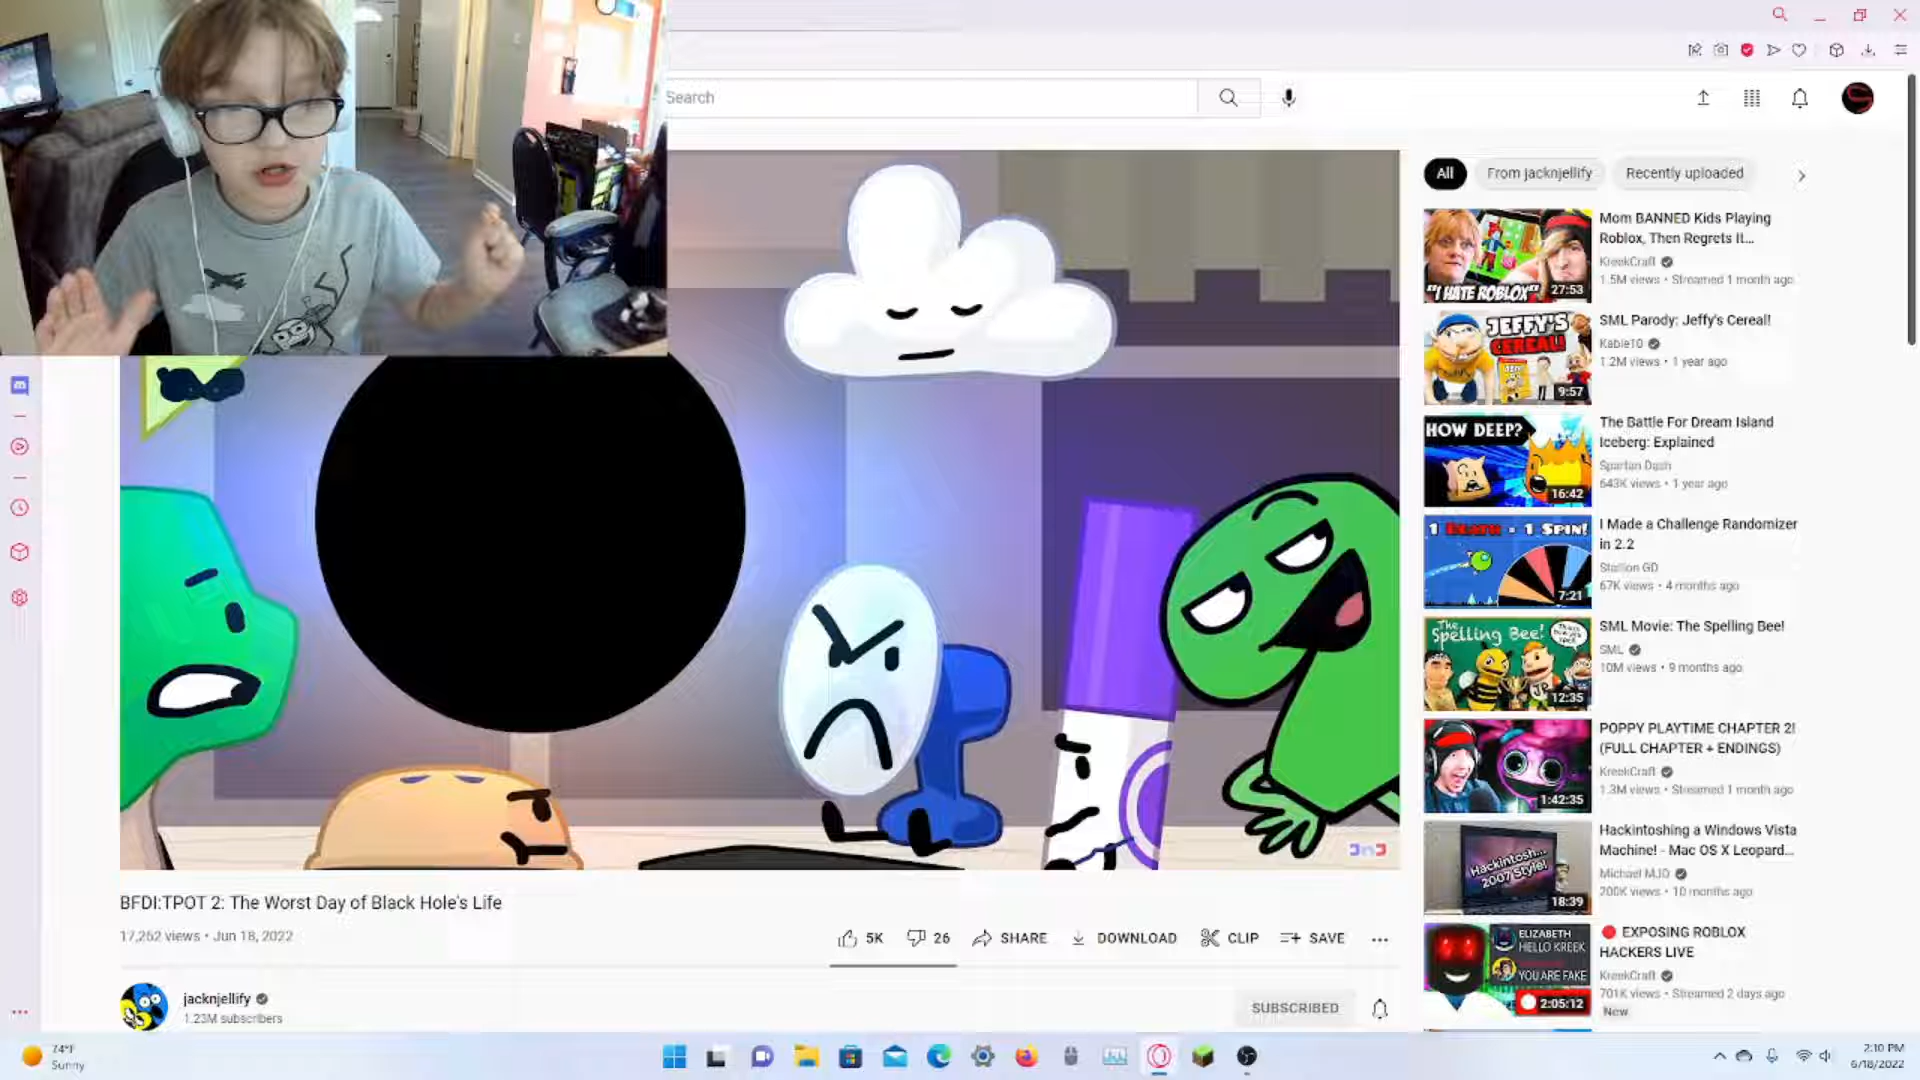 Search
All
From jacknjellify
Recently uploaded
Mom BANNED Kids Playing
Roblox, Then Regrets It...
KreekCraft
1.5M views • Streamed 1 month ago
"I HATE ROBLOX"
27:53
JEFFY'S
CEREAL!
9:57
SML Parody: Jeffy's Cereal!
Kable10
1.2M views • 1 year ago
HOW DEEP?
16:42
The Battle For Dream Island
Iceberg: Explained
Spartan Dash
643K views • 1 year ago
1 DEATH = 1 SPIN!
7:21
I Made a Challenge Randomizer
in 2.2
Stallion GD
67K views • 4 months ago
The
Spelling Bee!
12:35
SML Movie: The Spelling Bee!
SML
10M views • 9 months ago
1:42:35
POPPY PLAYTIME CHAPTER 2!
(FULL CHAPTER + ENDINGS)
KreekCraft
1.3M views • Streamed 1 month ago
Hackintosh...
2007 Style!
18:39
Hackintoshing a Windows Vista
Machine! - Mac OS X Leopard...
Michael MJD
200K views • 10 months ago
ELIZABETH
HELLO KREEK
YOU ARE FAKE
2:05:12
EXPOSING ROBLOX
HACKERS LIVE
KreekCraft
701K views • Streamed 2 days ago
New
BFDI:TPOT 2: The Worst Day of Black Hole's Life
17,252 views • Jun 18, 2022
5K
26
SHARE
DOWNLOAD
CLIP
SAVE
jacknjellify
1.23M subscribers
SUBSCRIBED
74°F
Sunny
2:10 PM
6/18/2022